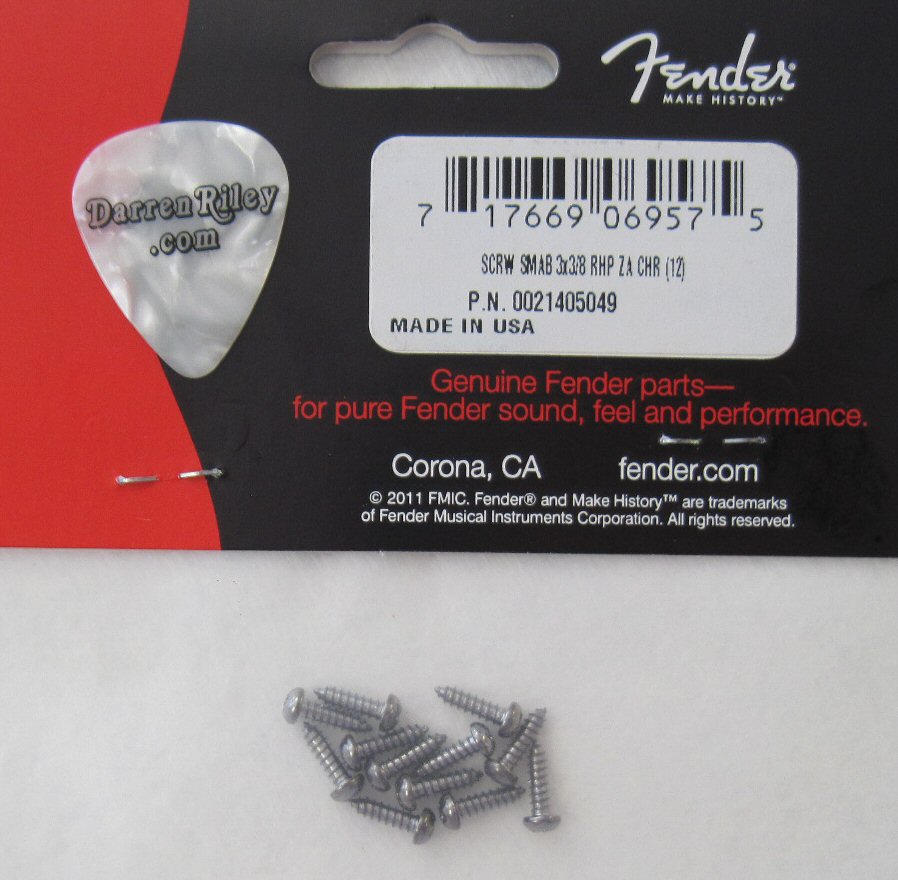 Fender®
MAKE HISTORY™
DarrenRiley
.com
7 17669 06957 5
SCRW SMAB 3x3/8 RHP ZA CHR (12)
P.N. 0021405049
MADE IN USA
Genuine Fender parts—
for pure Fender sound, feel and performance.
Corona, CA fender.com
© 2011 FMIC. Fender® and Make History™ are trademarks
of Fender Musical Instruments Corporation. All rights reserved.